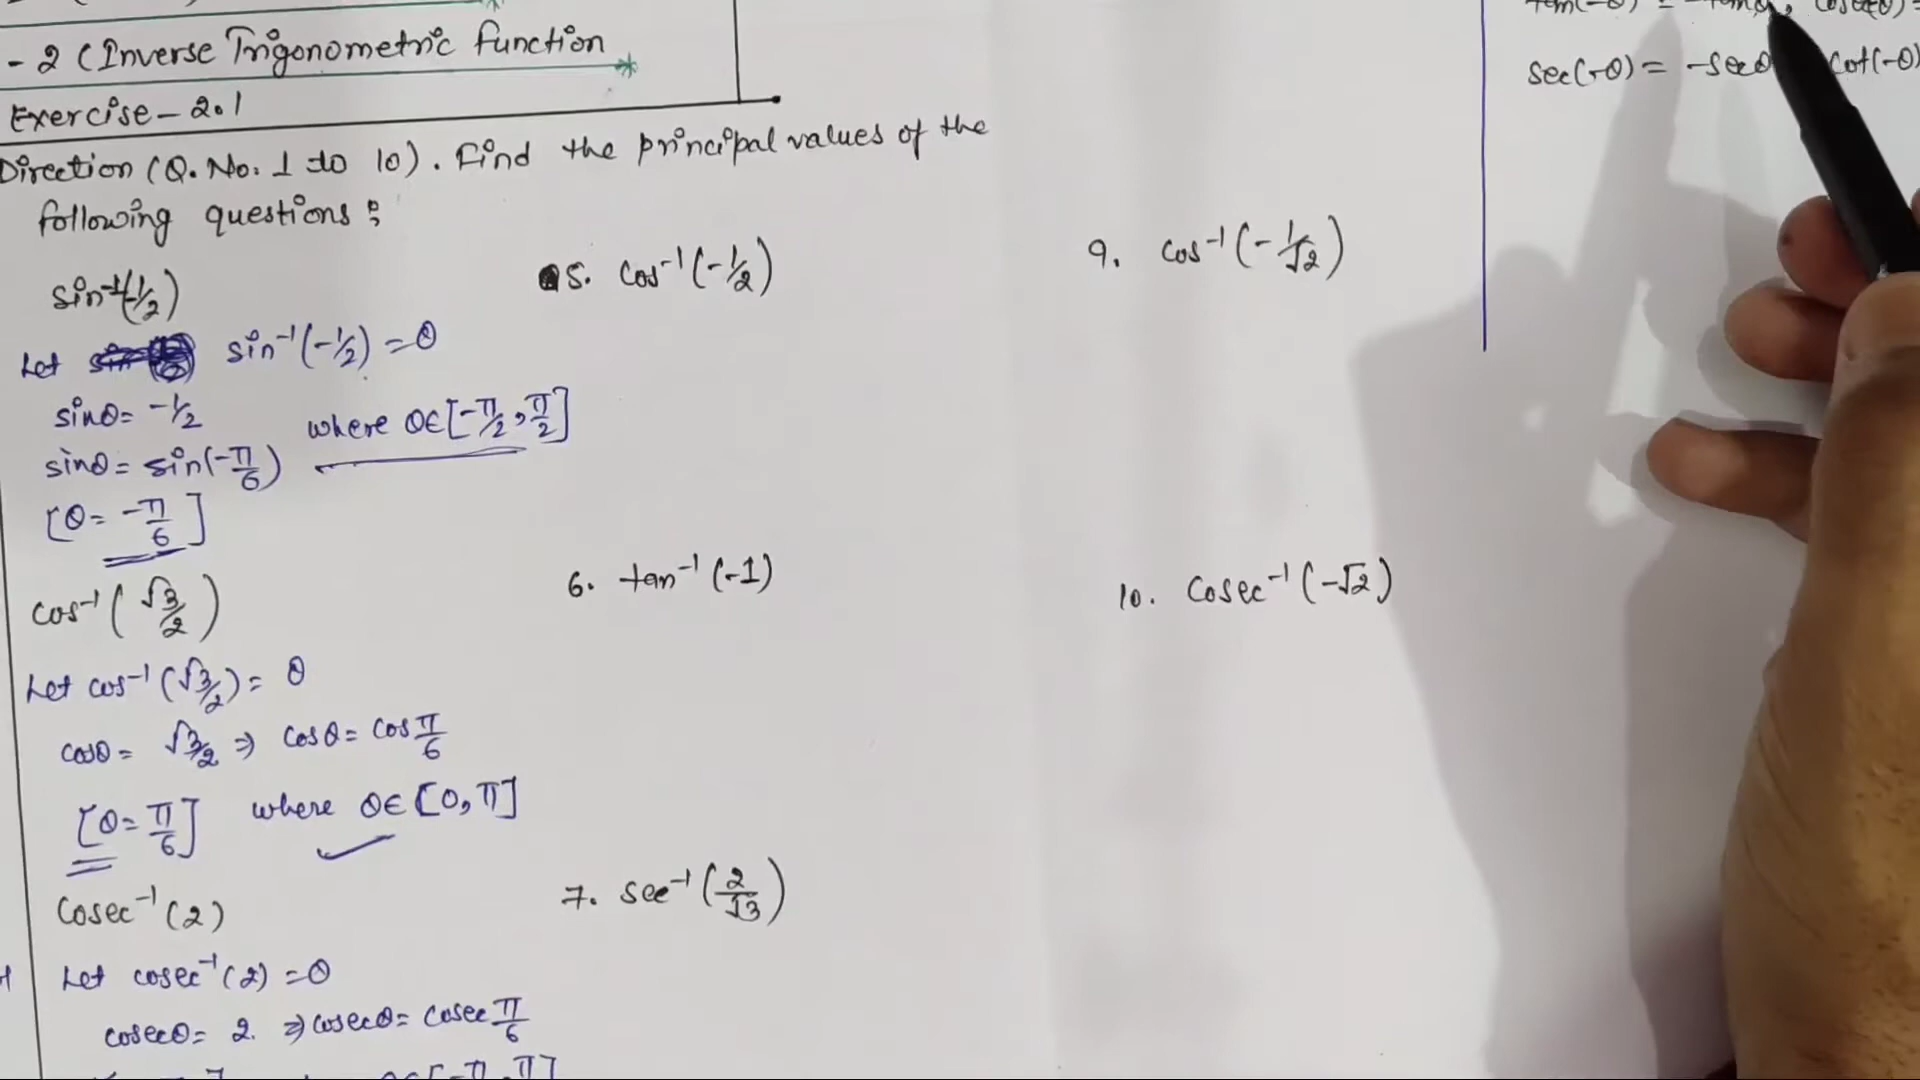 -2 (Inverse Trigonometric function
Exercise-2.1
Direction (Q. No. 1 to 10). Find the principal values of the
following questions:
sin⁻¹(-1/2)
Let sin⁻¹(-1/2) = θ
sinθ = -1/2 where θ∈[-π/2, π/2]
sinθ = sin(-π/6)
[θ = -π/6]
cos⁻¹(√3/2)
Let cos⁻¹(√3/2) = θ
cosθ = √3/2 ⇒ cosθ = cos π/6
[θ = π/6] where θ∈[0, π]
Cosec⁻¹(2)
Let cosec⁻¹(2) = θ
cosecθ = 2. ⇒ cosecθ = cosec π/6
5. cos⁻¹(-1/2)
6. tan⁻¹(-1)
7. sec⁻¹(2/√3)
9. cos⁻¹(-1/√2)
10. Cosec⁻¹(-√2)
sec(-θ) = -secθ cot(-θ)